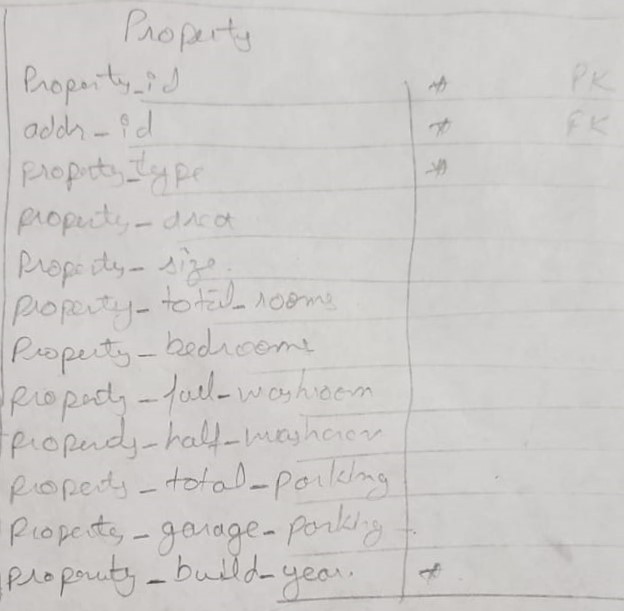 Property
Property_id * PK
addr_id * FK
property_type *
property_area
Property_size.
property_total_rooms
Property_bedrooms
property_full_washroom
property_half_washroom
property_total_parking
Property_garage_parking
property_build_year. *